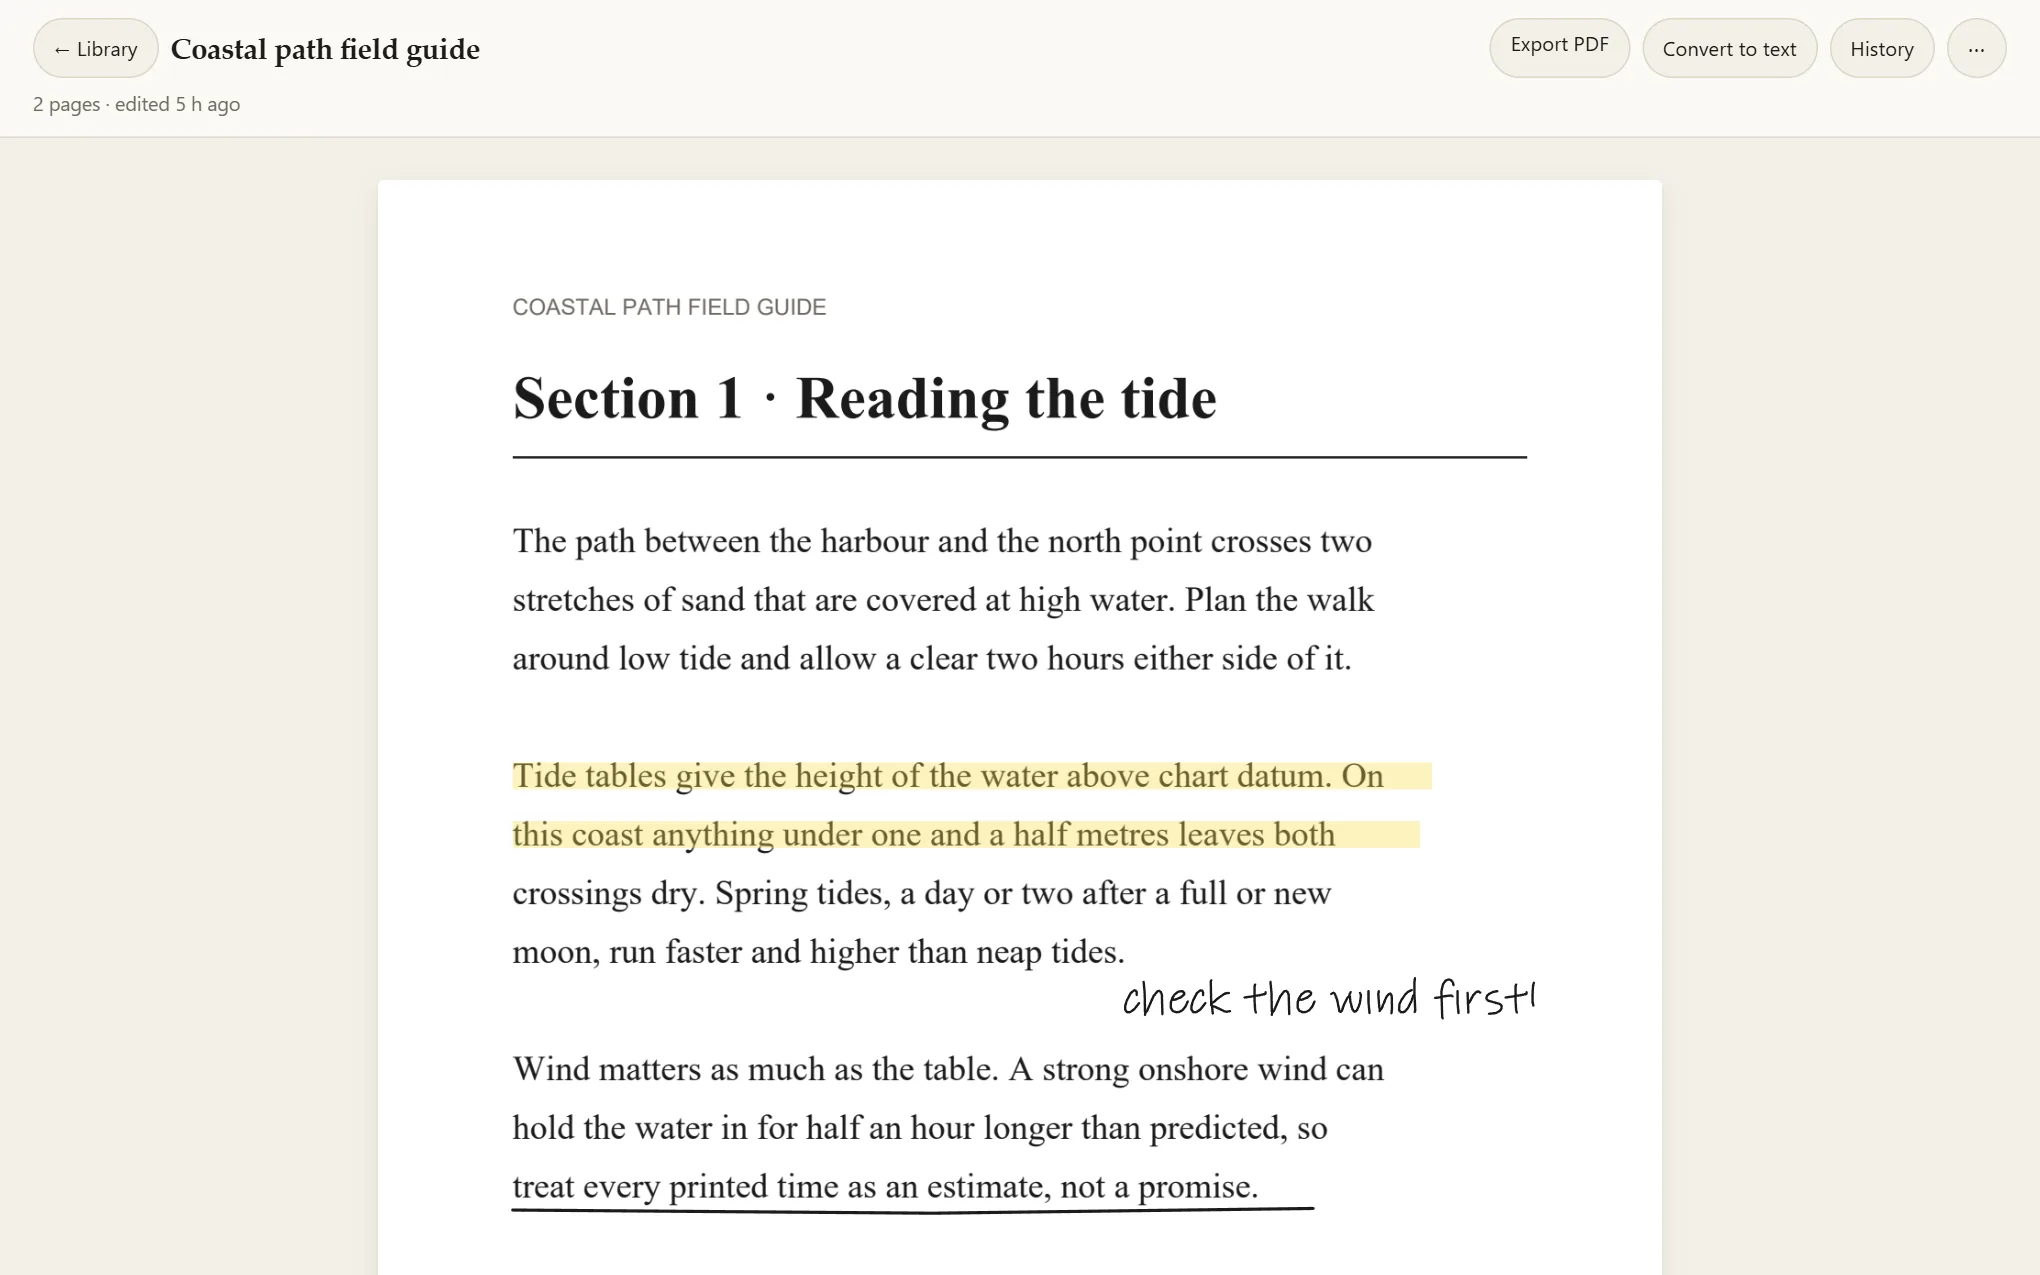 ← Library
Coastal path field guide
Export PDF
Convert to text
History
···
2 pages · edited 5 h ago
COASTAL PATH FIELD GUIDE
Section 1 · Reading the tide
The path between the harbour and the north point crosses two
stretches of sand that are covered at high water. Plan the walk
around low tide and allow a clear two hours either side of it.
Tide tables give the height of the water above chart datum. On
this coast anything under one and a half metres leaves both
crossings dry. Spring tides, a day or two after a full or new
moon, run faster and higher than neap tides.
check the wind first!
Wind matters as much as the table. A strong onshore wind can
hold the water in for half an hour longer than predicted, so
treat every printed time as an estimate, not a promise.